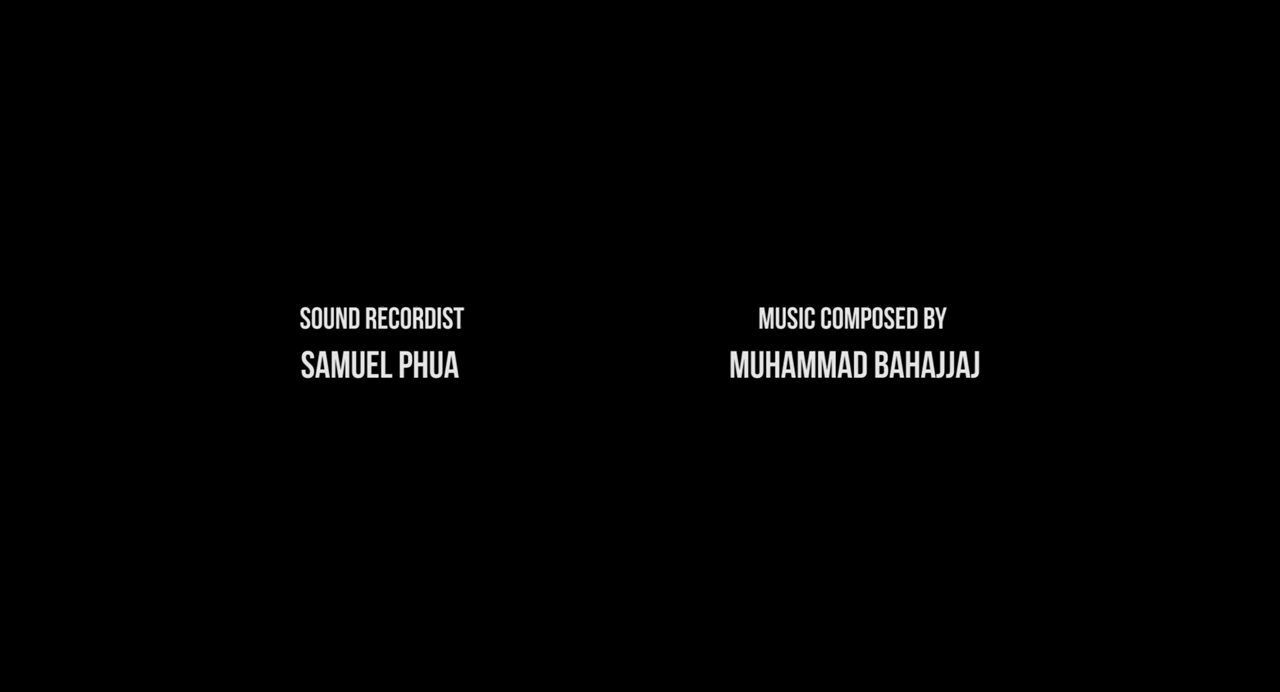 SOUND RECORDIST
SAMUEL PHUA
MUSIC COMPOSED BY
MUHAMMAD BAHAJJAJ